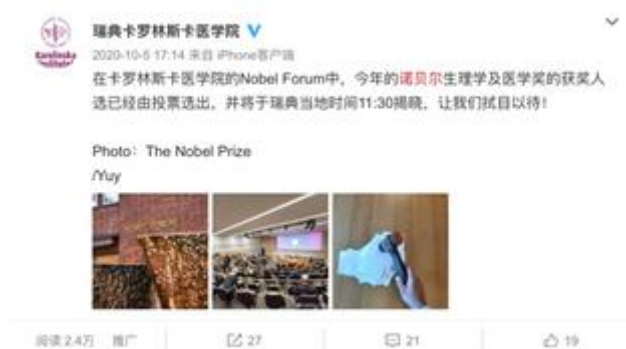 瑞典卡罗林斯卡医学院
2020-10-5 17:14 来自 iPhone客户端
在卡罗林斯卡医学院的Nobel Forum中，今年的诺贝尔生理学及医学奖的获奖人
选已经由投票选出，并将于瑞典当地时间11:30揭晓，让我们拭目以待！
Photo：The Nobel Prize
/Yuy
阅读 2.4万 推广 27 21 19